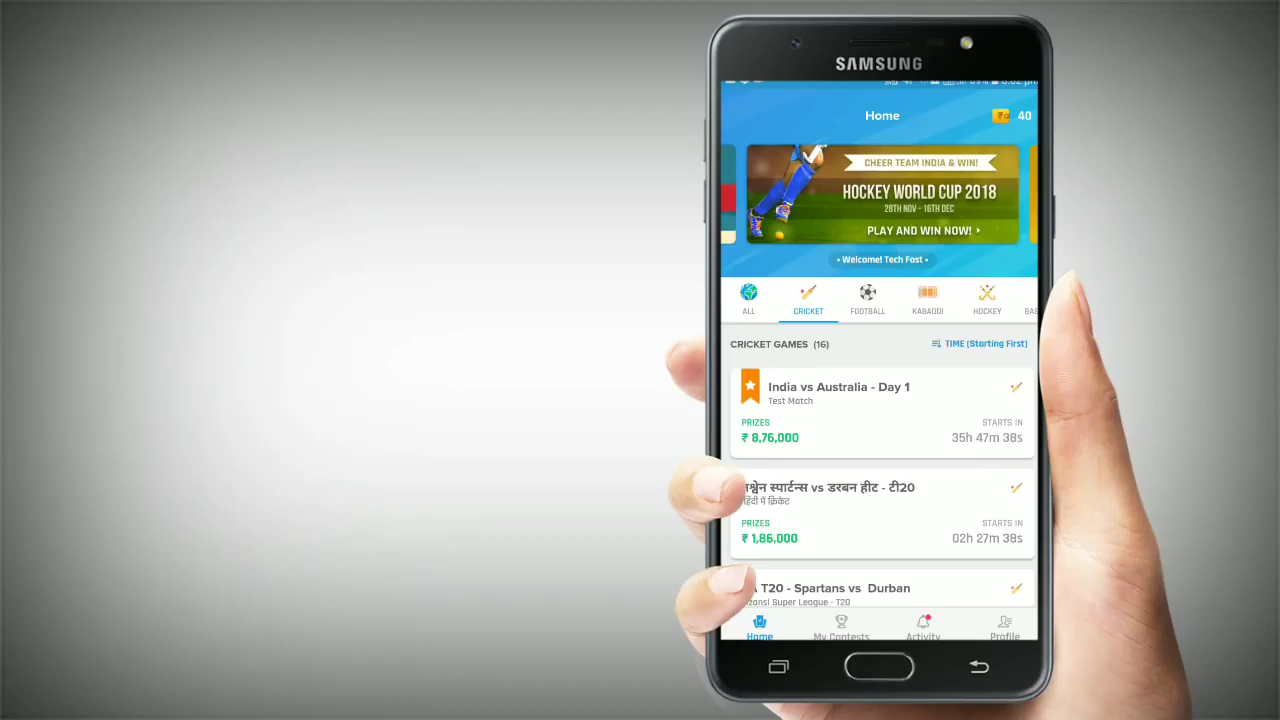 SAMSUNG
Home
40
CHEER TEAM INDIA & WIN!
HOCKEY WORLD CUP 2018
28TH NOV - 16TH DEC
PLAY AND WIN NOW!
• Welcome! Tech Fast •
ALL CRICKET FOOTBALL KABADDI HOCKEY BAS
CRICKET GAMES (16) TIME (Starting First)
India vs Australia - Day 1
Test Match
PRIZES STARTS IN
₹ 8,76,000 35h 47m 38s
स्पार्टन्स vs डरबन हीट - टी20
हिंदी में क्रिकेट
PRIZES STARTS IN
₹ 1,86,000 02h 27m 38s
T20 - Spartans vs Durban
Super League - T20
Home My Contests Activity Profile